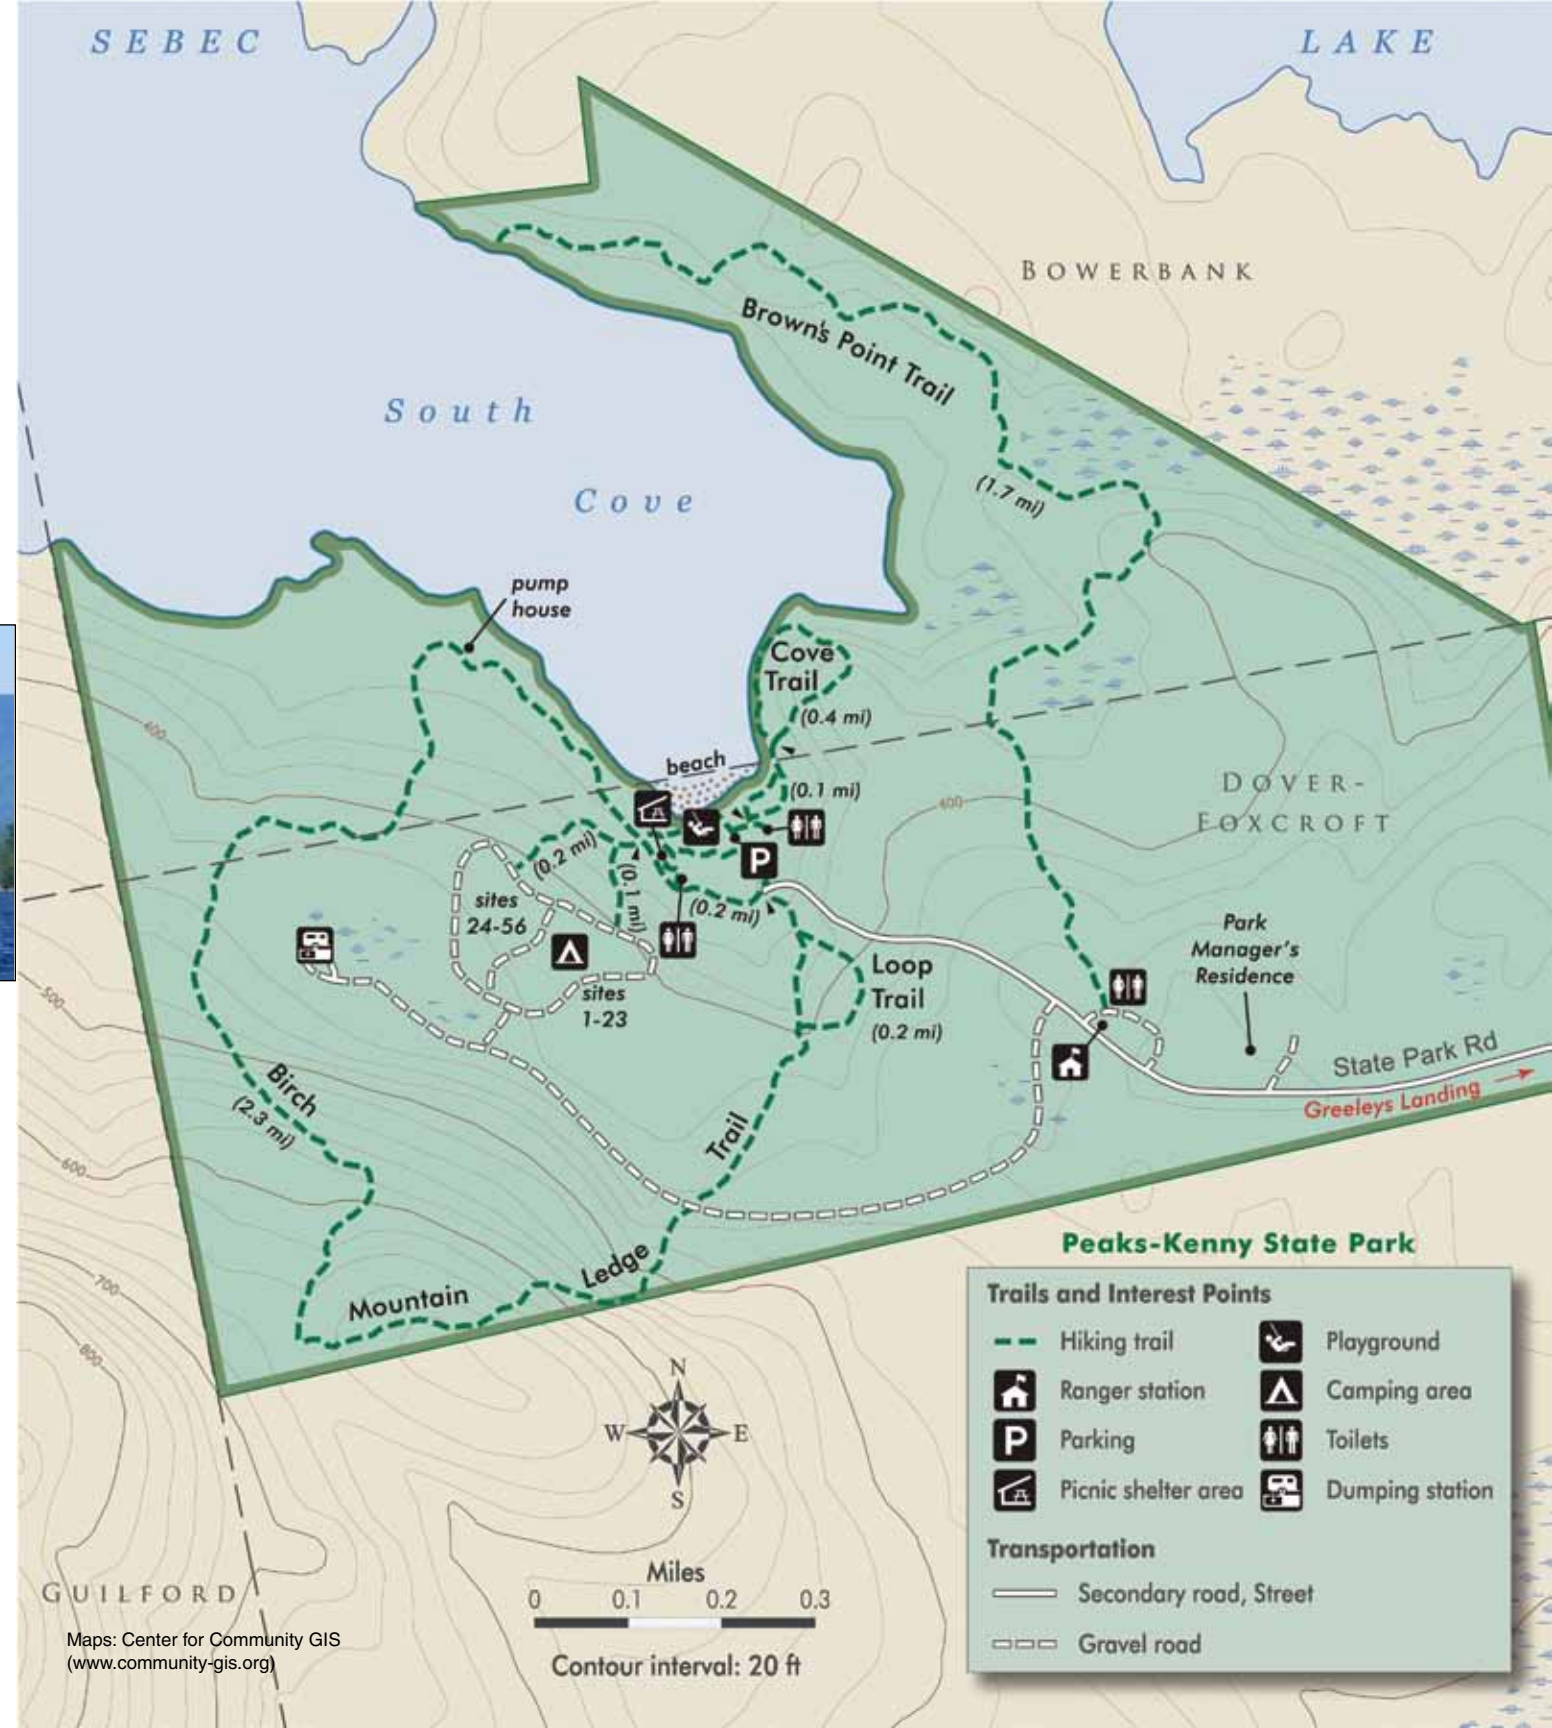 SEBEC
LAKE
BOWERBANK
Brown's Point Trail
(1.7 mi)
South
Cove
pump
house
Cove
Trail
(0.4 mi)
beach
(0.1 mi)
400
400
DOVER-
FOXCROFT
P
(0.2 mi)
(0.1 mi)
(0.2 mi)
sites
24-56
sites
1-23
Loop
Trail
(0.2 mi)
Park
Manager's
Residence
500
State Park Rd
Greeleys Landing
Birch
(2.3 mi)
Trail
600
Ledge
Mountain
700
800
Peaks-Kenny State Park
Trails and Interest Points
Hiking trail
Playground
Ranger station
Camping area
P
Parking
Toilets
Picnic shelter area
Dumping station
Transportation
Secondary road, Street
Gravel road
N
W
E
S
Miles
0 0.1 0.2 0.3
Contour interval: 20 ft
GUILFORD
Maps: Center for Community GIS
(www.community-gis.org)